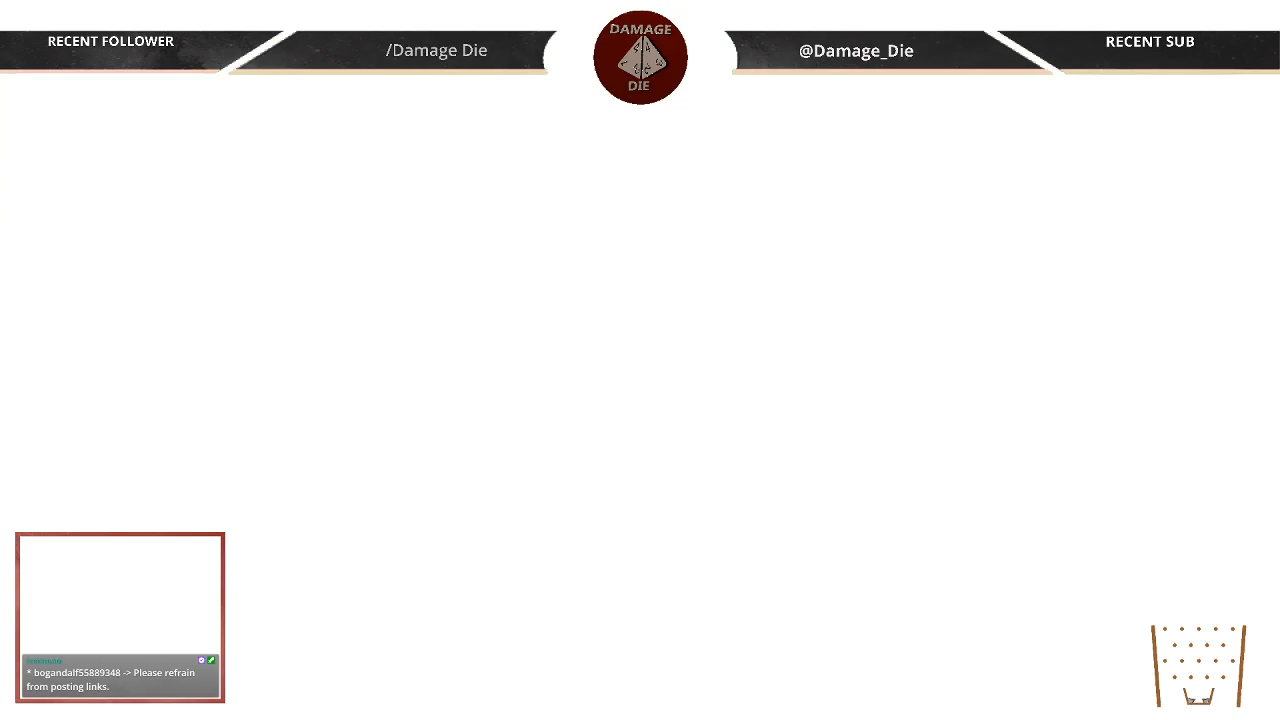 RECENT FOLLOWER
/Damage Die
DAMAGE
DIE
@Damage_Die
RECENT SUB
* bogandalf55889348 -> Please refrain
from posting links.